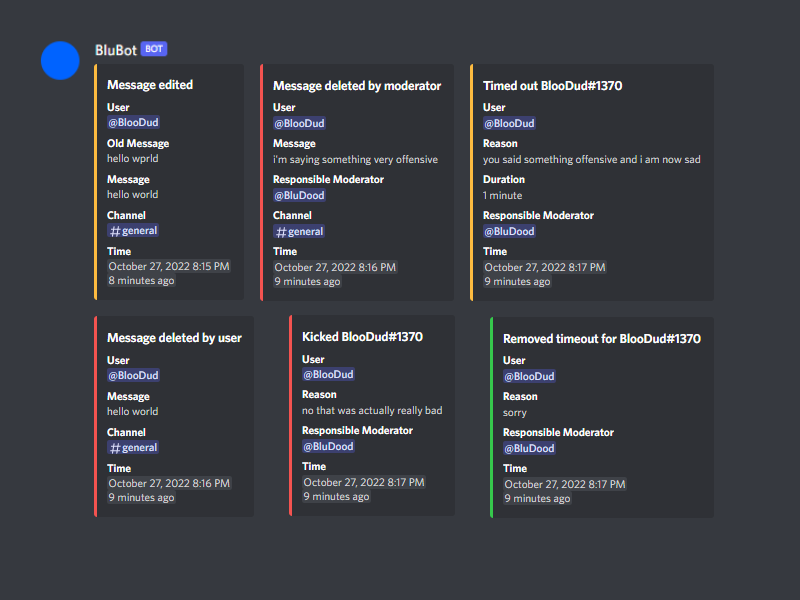 BluBot BOT
Message edited
User
@BlooDud
Old Message
hello wprld
Message
hello world
Channel
#general
Time
October 27, 2022 8:15 PM
8 minutes ago
Message deleted by moderator
User
@BlooDud
Message
i'm saying something very offensive
Responsible Moderator
@BluDood
Channel
#general
Time
October 27, 2022 8:16 PM
9 minutes ago
Timed out BlooDud#1370
User
@BlooDud
Reason
you said something offensive and i am now sad
Duration
1 minute
Responsible Moderator
@BluDood
Time
October 27, 2022 8:17 PM
9 minutes ago
Message deleted by user
User
@BlooDud
Message
hello world
Channel
#general
Time
October 27, 2022 8:16 PM
9 minutes ago
Kicked BlooDud#1370
User
@BlooDud
Reason
no that was actually really bad
Responsible Moderator
@BluDood
Time
October 27, 2022 8:17 PM
9 minutes ago
Removed timeout for BlooDud#1370
User
@BlooDud
Reason
sorry
Responsible Moderator
@BluDood
Time
October 27, 2022 8:17 PM
9 minutes ago